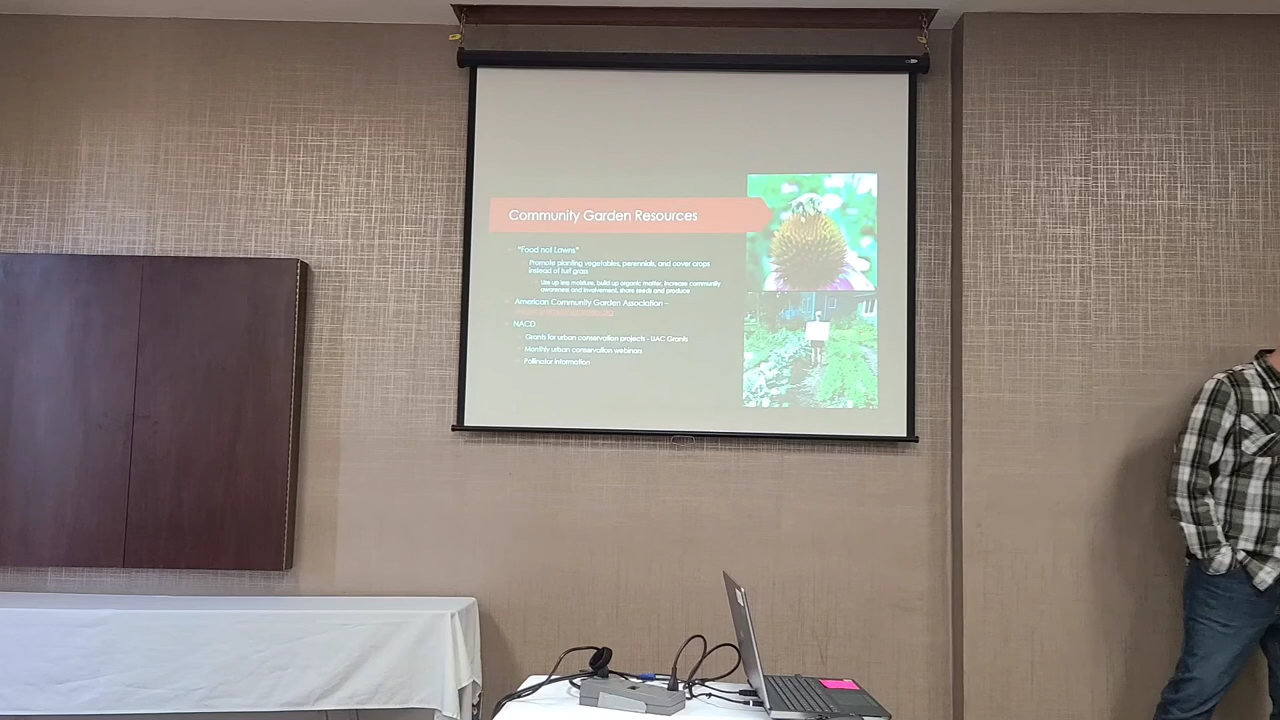 Community Garden Resources
"Food not Lawns"
Promote planting vegetables, perennials, and cover crops
instead of turf grass
Use up less moisture, build up organic matter, increase community
awareness and involvement, share seeds and produce
American Community Garden Association –
NACD
Grants for urban conservation projects - UAC Grants
Monthly urban conservation webinars
Pollinator information